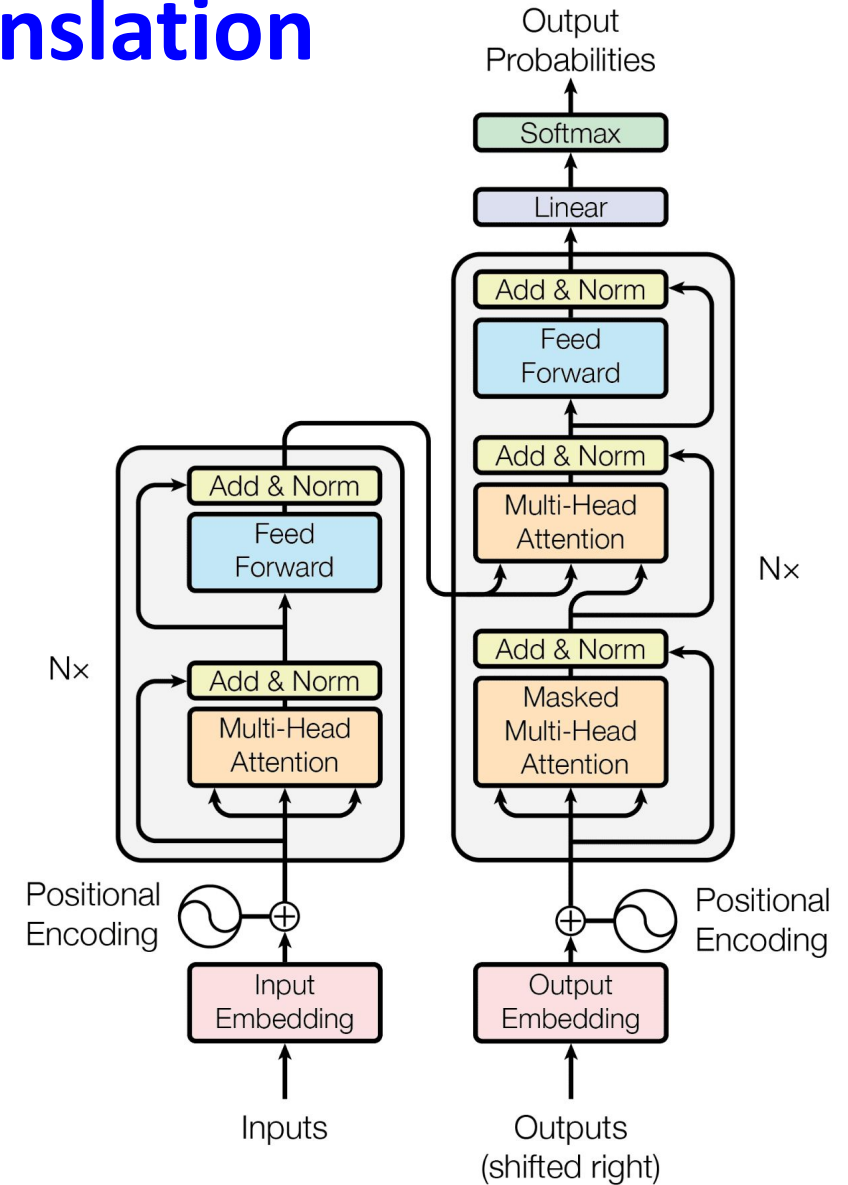 nslation
Output
Probabilities
Softmax
Linear
Add & Norm
Feed
Forward
Add & Norm
Multi-Head
Attention
Nx
Add & Norm
Masked
Multi-Head
Attention
Add & Norm
Feed
Forward
Nx
Add & Norm
Multi-Head
Attention
Positional
Encoding
Positional
Encoding
Input
Embedding
Output
Embedding
Inputs
Outputs
(shifted right)